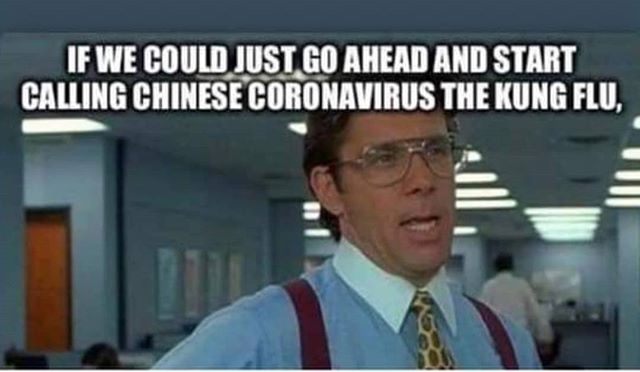 IF WE COULD JUST GO AHEAD AND START
CALLING CHINESE CORONAVIRUS THE KUNG FLU,